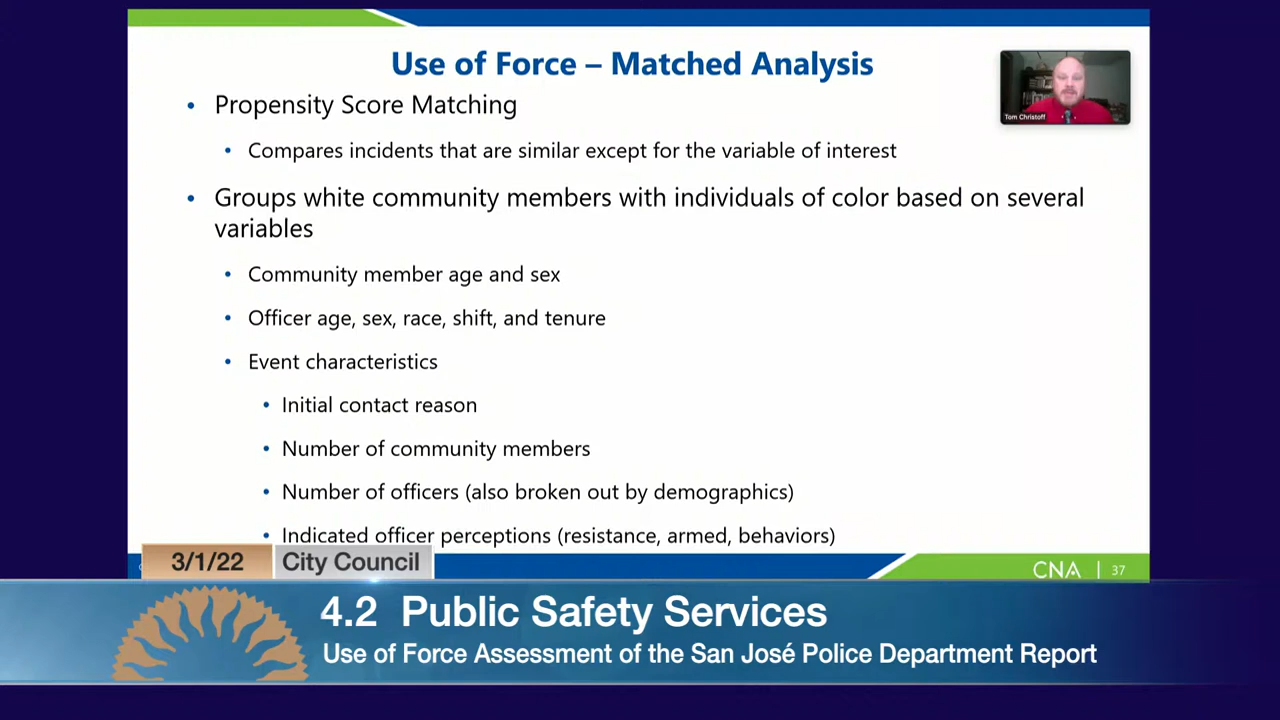 Use of Force – Matched Analysis
Tom Christoff
• Propensity Score Matching
• Compares incidents that are similar except for the variable of interest
• Groups white community members with individuals of color based on several
variables
• Community member age and sex
• Officer age, sex, race, shift, and tenure
• Event characteristics
• Initial contact reason
• Number of community members
• Number of officers (also broken out by demographics)
• Indicated officer perceptions (resistance, armed, behaviors)
CNA | 37
3/1/22 City Council
4.2 Public Safety Services
Use of Force Assessment of the San José Police Department Report